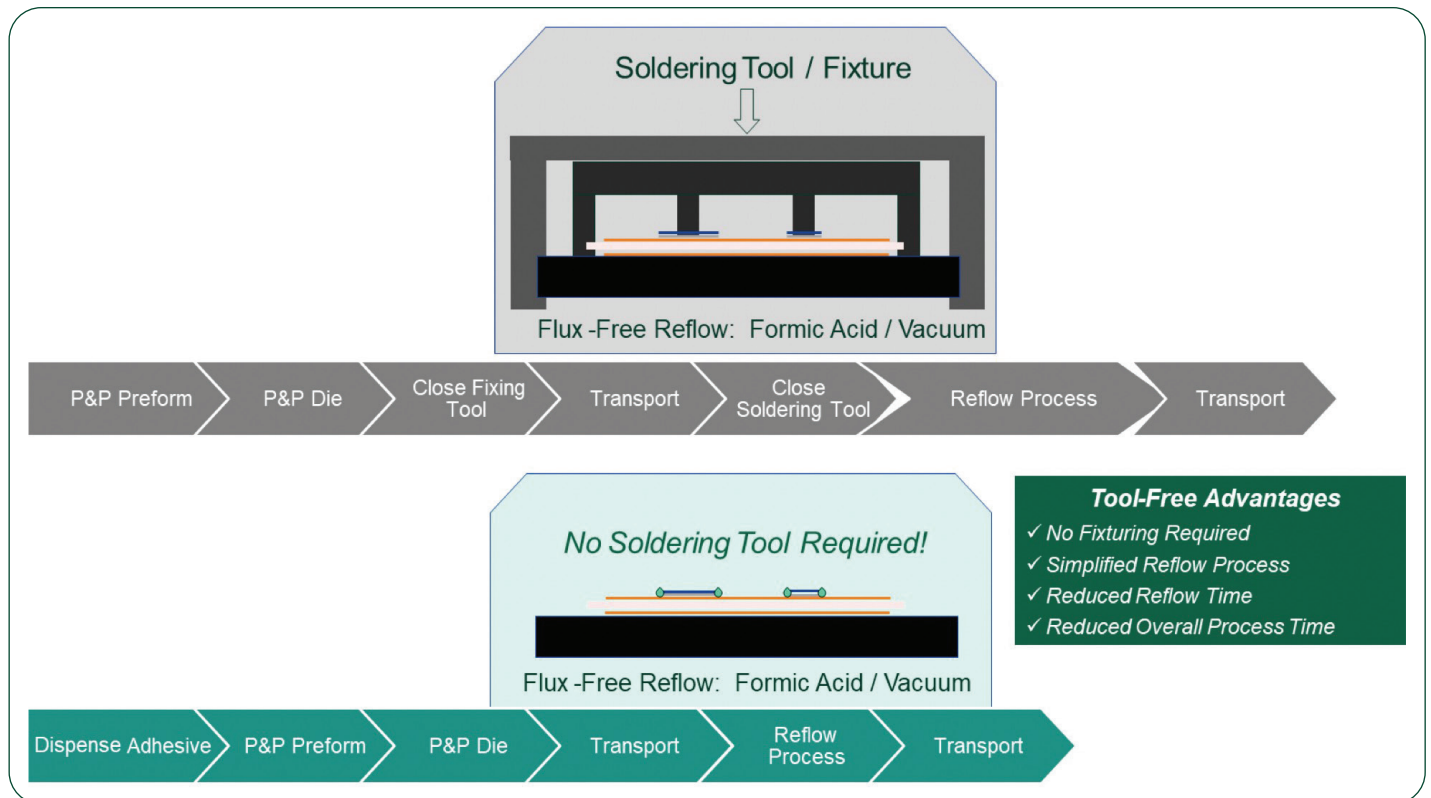 Soldering Tool / Fixture
Flux -Free Reflow: Formic Acid / Vacuum
P&P Preform
P&P Die
Close Fixing
Tool
Transport
Close
Soldering Tool
Reflow Process
Transport
No Soldering Tool Required!
Flux -Free Reflow: Formic Acid / Vacuum
Tool-Free Advantages
✓ No Fixturing Required
✓ Simplified Reflow Process
✓ Reduced Reflow Time
✓ Reduced Overall Process Time
Dispense Adhesive
P&P Preform
P&P Die
Transport
Reflow
Process
Transport